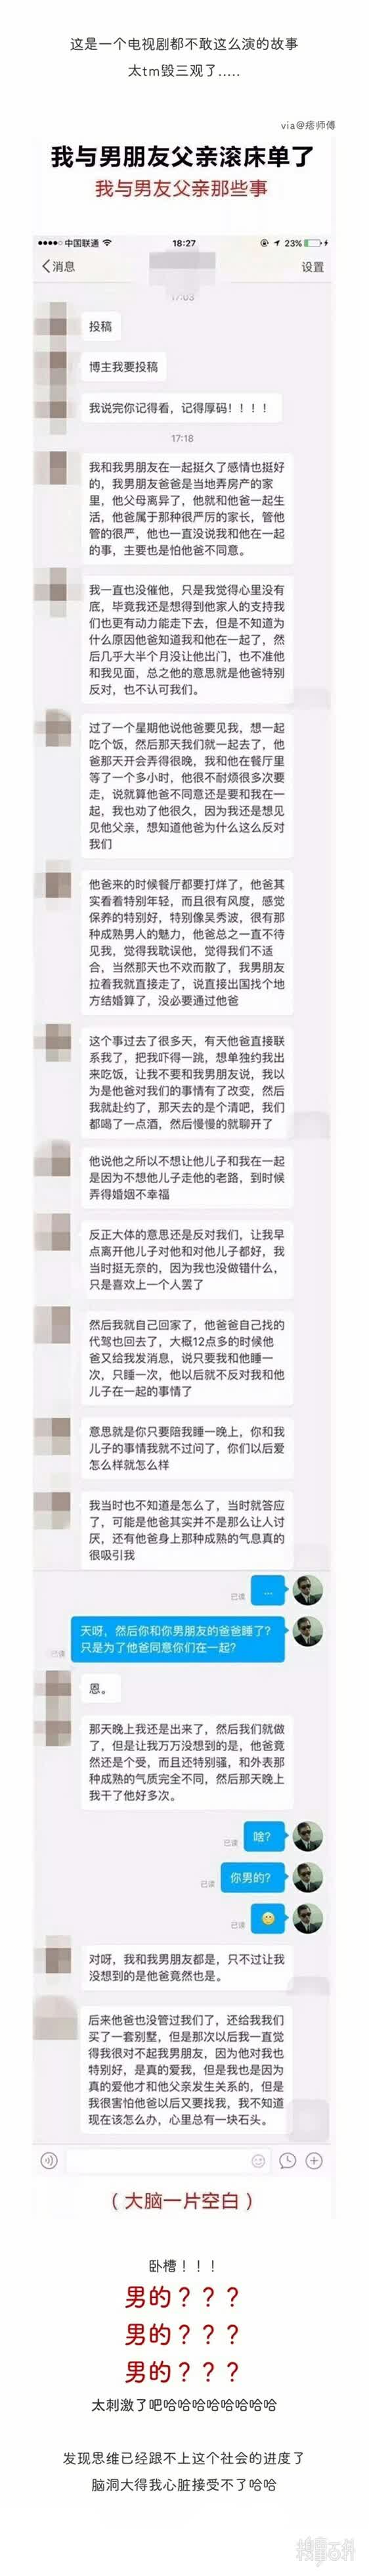 这是一个电视剧都不敢这么演的故事
太tm毁三观了.....
via@痞师傅
我与男朋友父亲滚床单了
我与男友父亲那些事
中国联通 18:27 23%
消息 设置
17:03
投稿
博主我要投稿
我说完你记得看，记得厚码！！！！
17:18
我和我男朋友在一起挺久了感情也挺好
的，我男朋友爸爸是当地弄房产的家
里，他父母离异了，他就和他爸一起生
活，他爸属于那种很严厉的家长，管他
管的很严，他也一直没说我和他在一起
的事，主要也是怕他爸不同意。
我一直也没催他，只是我觉得心里没有
底，毕竟我还是想得到他家人的支持我
们也更有动力能走下去，但是不知道为
什么原因他爸知道我和他在一起了，然
后几乎大半个月没让他出门，也不准他
和我见面，总之他的意思就是他爸特别
反对，也不认可我们。
过了一个星期他说他爸要见我，想一起
吃个饭，然后那天我们就一起去了，他
爸那天开会弄得很晚，我和他在餐厅里
等了一个多小时，他很不耐烦很多次要
走，说就算他爸不同意还是要和我在一
起，我也劝了他很久，因为我还是想见
见他父亲，想知道他爸为什么这么反对
我们
他爸来的时候餐厅都要打烊了，他爸其
实看着特别年轻，而且很有风度，感觉
保养的特别好，特别像吴秀波，很有那
种成熟男人的魅力，他爸总之一直不待
见我，觉得我耽误他，觉得我们不适
合，当然那天也不欢而散了，我男朋友
拉着我就直接走了，说直接出国找个地
方结婚算了，没必要通过他爸
这个事过去了很多天，有天他爸直接联
系我了，把我吓得一跳，想单独约我出
来吃饭，让我不要和我男朋友说，我以
为是他爸对我们的事情有了改变，然后
我就赴约了，那天去的是个清吧，我们
都喝了一点酒，然后慢慢的就聊开了
他说他之所以不想让他儿子和我在一起
是因为不想他儿子走他的老路，到时候
弄得婚姻不幸福
反正大体的意思还是反对我们，让我早
点离开他儿子对他和对他儿子都好，我
当时挺无奈的，因为我也没做错什么，
只是喜欢上一个人罢了
然后我就自己回家了，他爸爸自己找的
代驾也回去了，大概12点多的时候他
爸又给我发消息，说只要我和他睡一
次，只睡一次，他以后就不反对我和他
儿子在一起的事情了
意思就是你只要陪我睡一晚上，你和我
儿子的事情我就不过问了，你们以后爱
怎么样就怎么样
我当时也不知道是怎么了，当时就答应
了，可能是他爸其实并不是那么让人讨
厌，还有他爸身上那种成熟的气息真的
很吸引我
已读 ...
天呀，然后你和你男朋友的爸爸睡了？
已读 只是为了他爸同意你们在一起？
恩。
那天晚上我还是出来了，然后我们就做
了，但是让我万万没想到的是，他爸竟
然还是个受，而且还特别骚，和外表那
种成熟的气质完全不同，然后那天晚上
我干了他好多次。
已读 啥？
已读 你男的？
已读
对呀，我和我男朋友都是，只不过让我
没想到的是他爸竟然也是。
后来他爸也没管过我们了，还给我我们
买了一套别墅，但是那次以后我一直觉
得我很对不起我男朋友，因为他对我也
特别好，是真的爱我，但是我也是因为
真的爱他才和他父亲发生关系的，但是
我很害怕他爸以后又要找我，我不知道
现在该怎么办，心里总有一块石头。
（大脑一片空白）
卧槽！！！
男的？？？
男的？？？
男的？？？
太刺激了吧哈哈哈哈哈哈哈哈哈
发现思维已经跟不上这个社会的进度了
脑洞大得我心脏接受不了哈哈